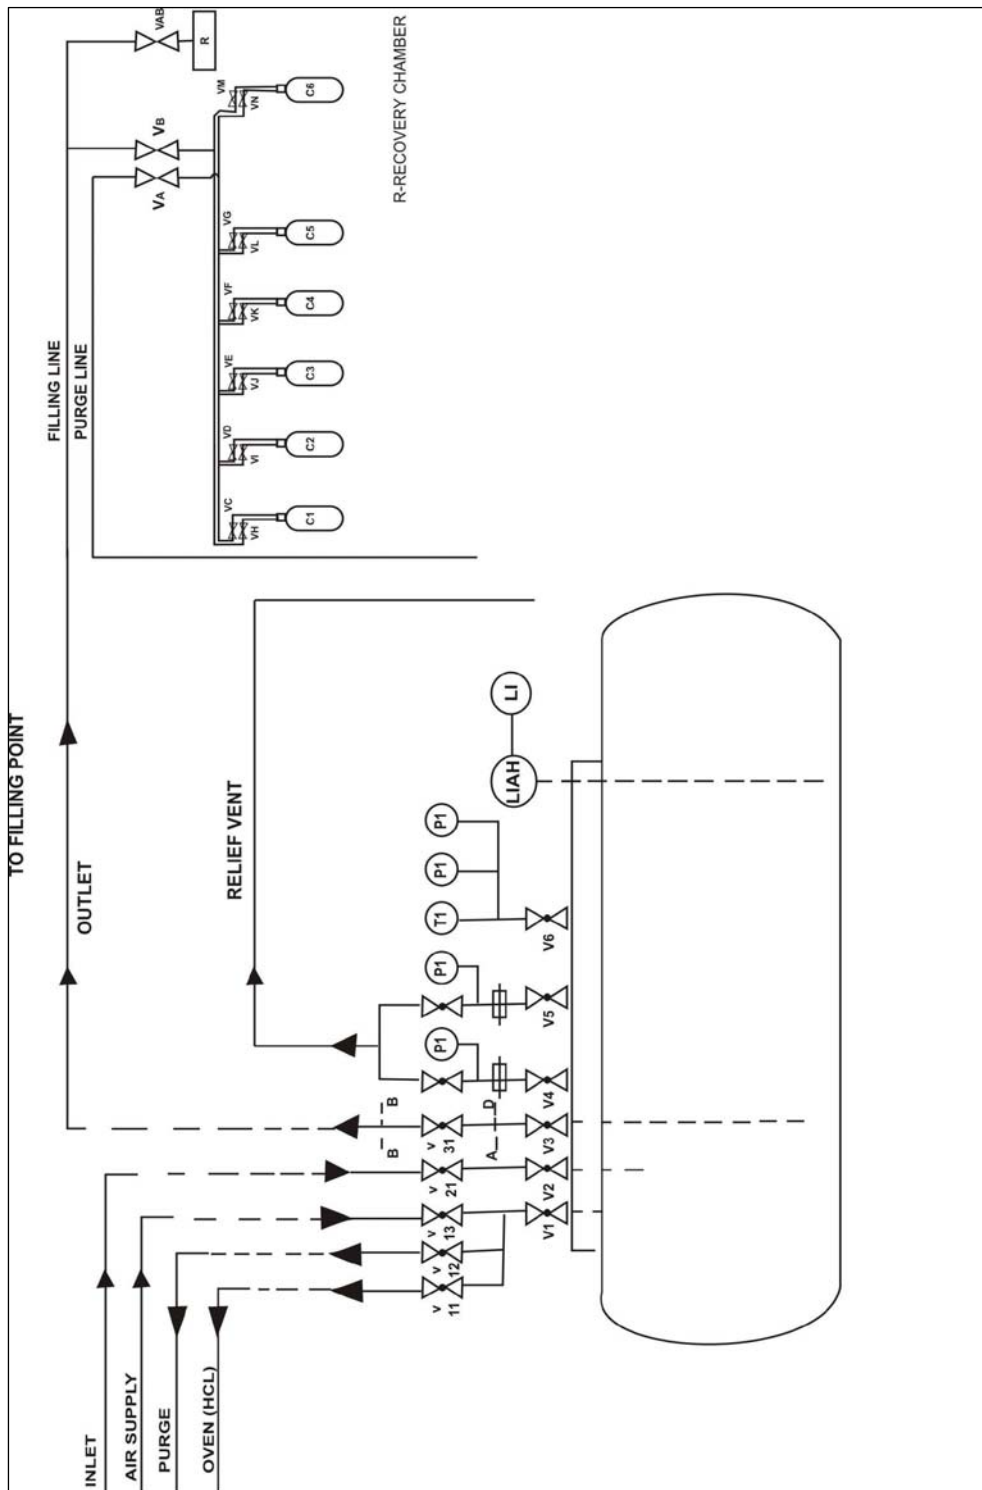 TO FILLING POINT
FILLING LINE
PURGE LINE
OUTLET
INLET
AIR SUPPLY
PURGE
OVEN (HCL)
RELIEF VENT
VAB
R
VB
VA
VC
VD
VE
VF
VG
VM
VH
VI
VJ
VK
VL
VN
C1
C2
C3
C4
C5
C6
R-RECOVERY CHAMBER
B
B
v
11
v
12
v
13
v
21
v
31
P1
P1
T1
P1
P1
A
D
LIAH
LI
V1
V2
V3
V4
V5
V6